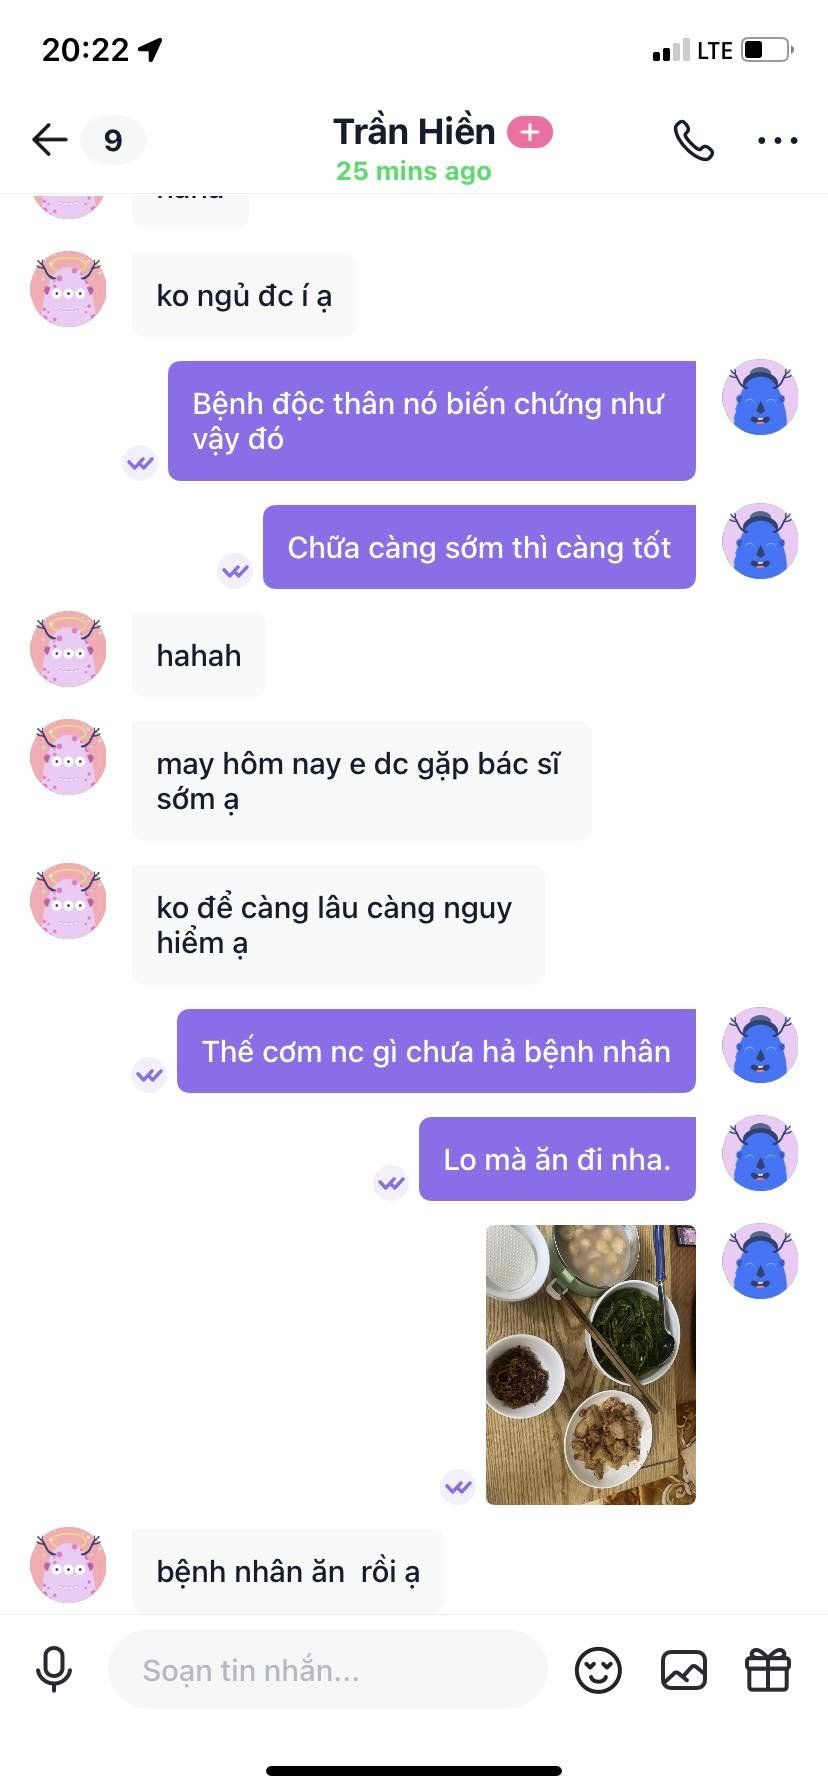 20:22
LTE
9
Trần Hiền
25 mins ago
ko ngủ đc í ạ
Bệnh độc thân nó biến chứng như
vậy đó
Chữa càng sớm thì càng tốt
hahah
may hôm nay e dc gặp bác sĩ
sớm ạ
ko để càng lâu càng nguy
hiểm ạ
Thế cơm nc gì chưa hả bệnh nhân
Lo mà ăn đi nha.
bệnh nhân ăn  rồi ạ
Soạn tin nhắn...